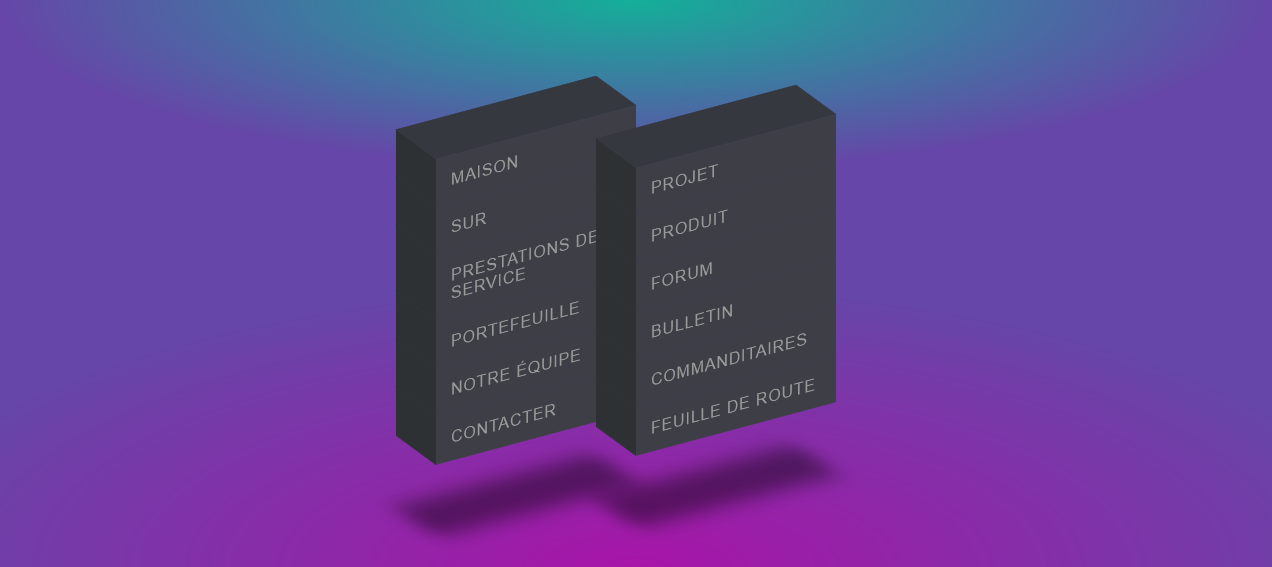 MAISON
SUR
PRESTATIONS DE
SERVICE
PORTEFEUILLE
NOTRE ÉQUIPE
CONTACTER
PROJET
PRODUIT
FORUM
BULLETIN
COMMANDITAIRES
FEUILLE DE ROUTE